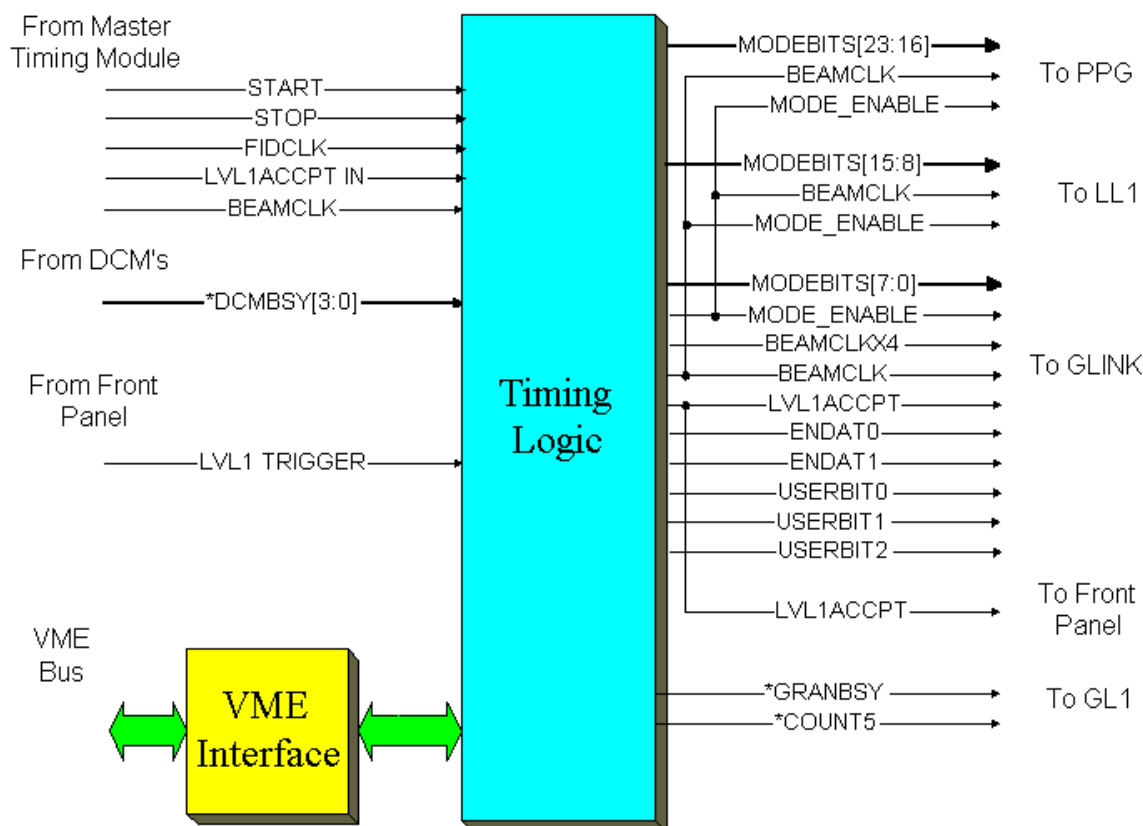 From Master
Timing Module
START
STOP
FIDCLK
LVL1ACCPT IN
BEAMCLK
From DCM's
*DCMBSY[3:0]
From Front
Panel
LVL1 TRIGGER
VME
Bus
VME
Interface
Timing
Logic
MODEBITS[23:16]
BEAMCLK
MODE_ENABLE
To PPG
MODEBITS[15:8]
BEAMCLK
MODE_ENABLE
To LL1
MODEBITS[7:0]
MODE_ENABLE
BEAMCLKX4
BEAMCLK
LVL1ACCPT
ENDAT0
ENDAT1
USERBIT0
USERBIT1
USERBIT2
To GLINK
LVL1ACCPT
To Front
Panel
*GRANBSY
*COUNT5
To GL1